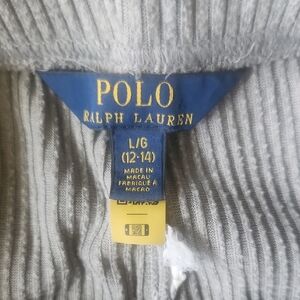 POLO
RALPH LAUREN
L/G
(12-14)
MADE IN
MACAU
FABRIQUÉ À
MACAO